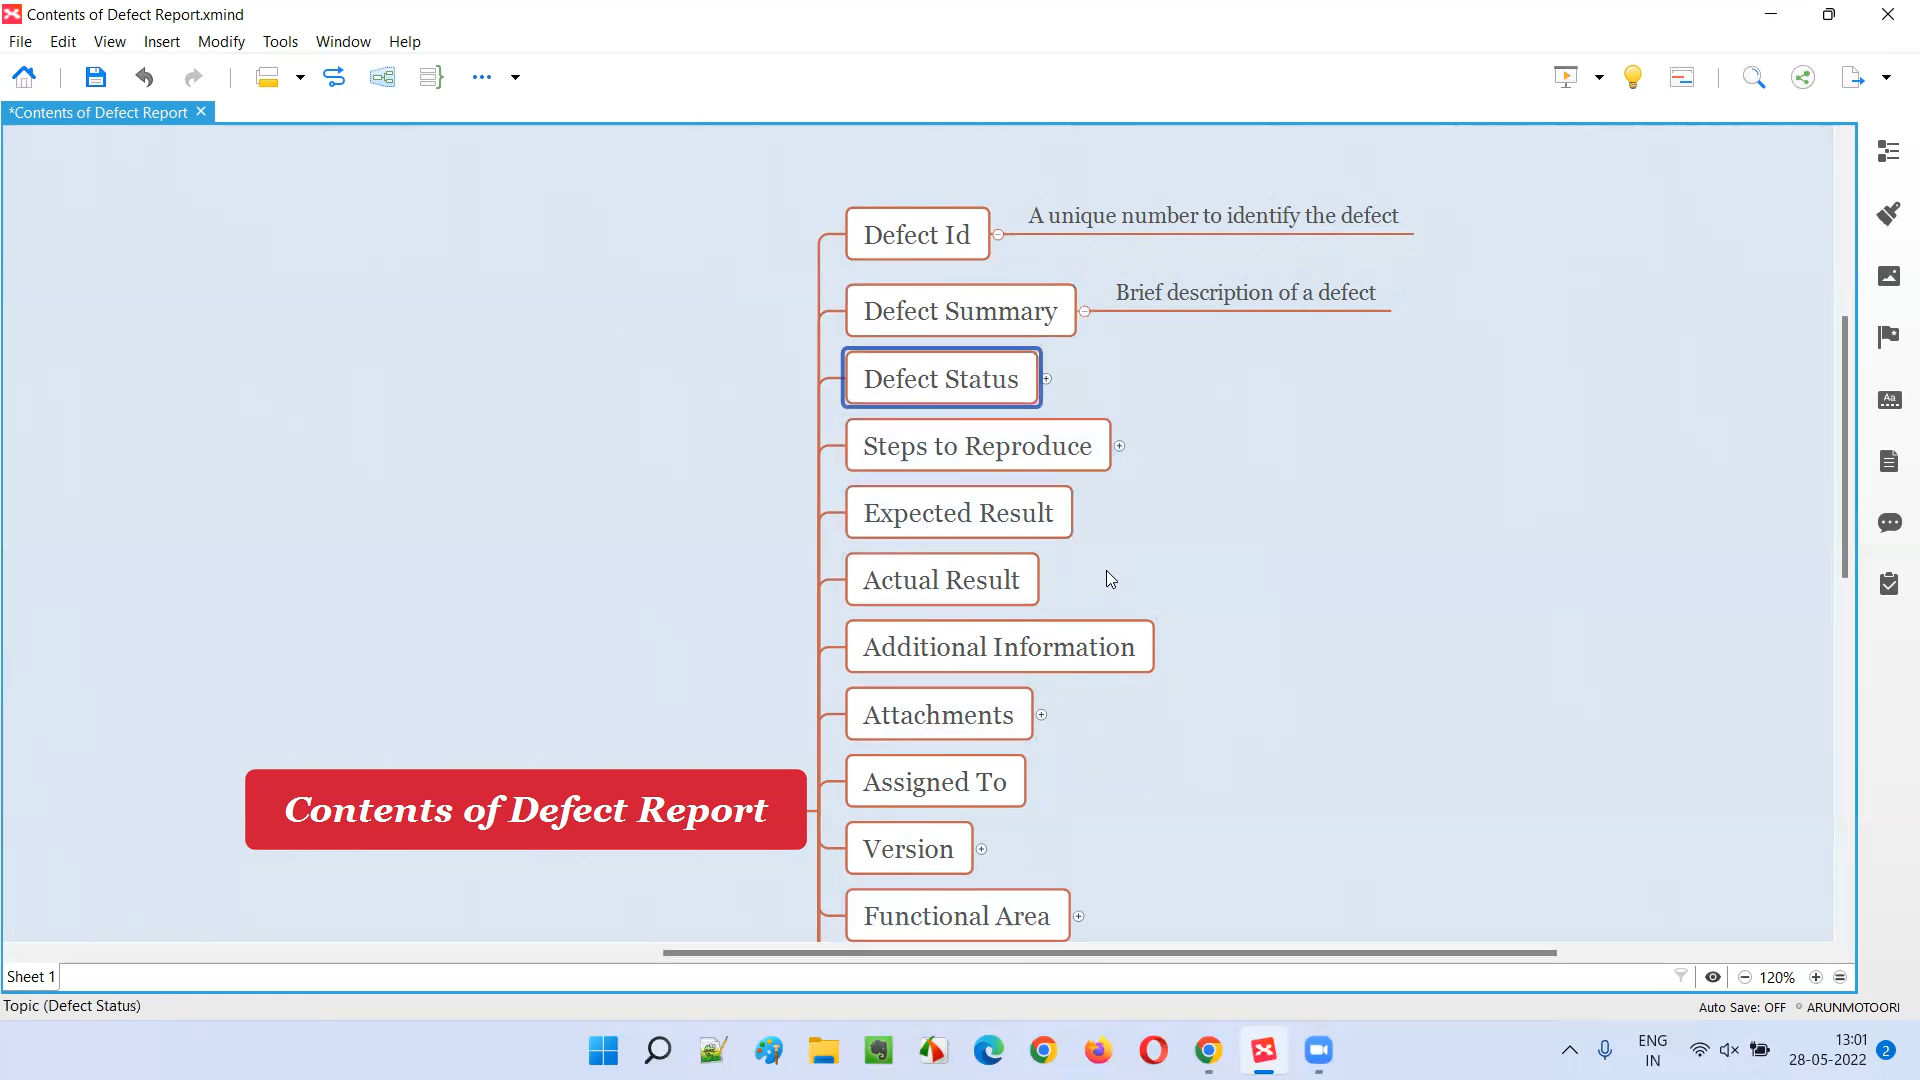 Contents of Defect Report.xmind
File Edit View Insert Modify Tools Window Help
*Contents of Defect Report
Defect Id
A unique number to identify the defect
Defect Summary
Brief description of a defect
Defect Status
Steps to Reproduce
Expected Result
Actual Result
Additional Information
Attachments
Assigned To
Contents of Defect Report
Version
Functional Area
Sheet 1
120%
Topic (Defect Status)
Auto Save: OFF
ARUNMOTOORI
Aa
ENG
IN
13:01
28-05-2022
2